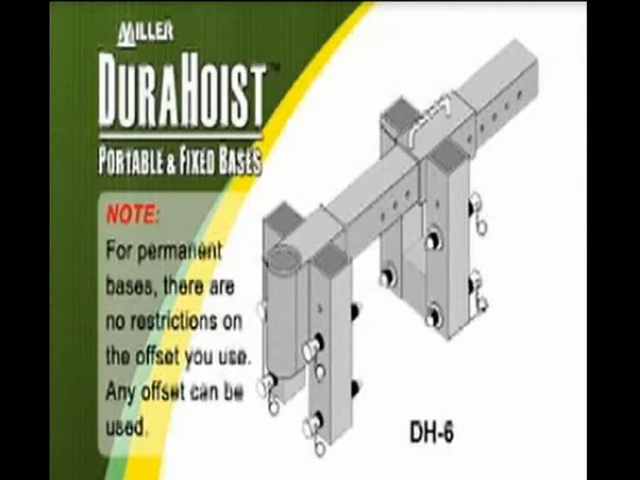 MILLER
DURAHOIST™
PORTABLE & FIXED BASES
NOTE:
For permanent
bases, there are
no restrictions on
the offset you use.
Any offset can be
used.
DH-6